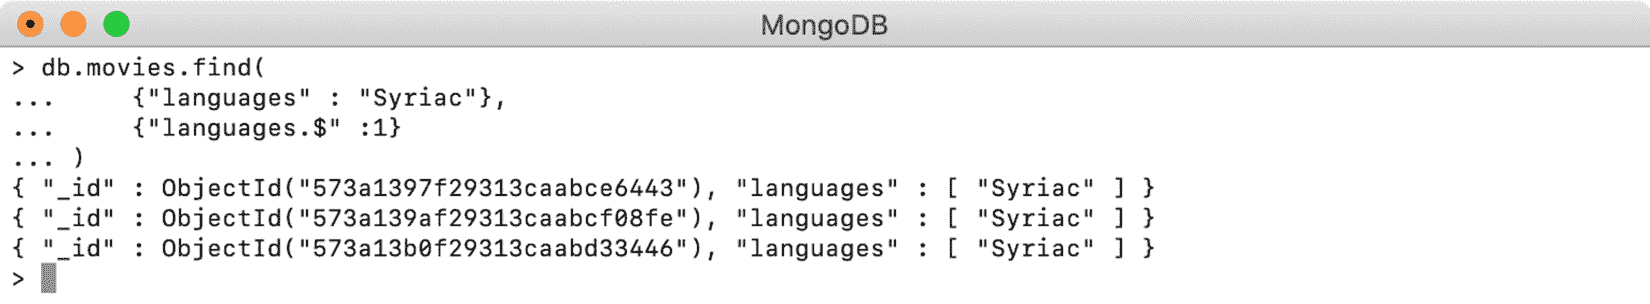 MongoDB
> db.movies.find(
...     {"languages" : "Syriac"},
...     {"languages.$" :1}
... )
{ "_id" : ObjectId("573a1397f29313caabce6443"), "languages" : [ "Syriac" ] }
{ "_id" : ObjectId("573a139af29313caabcf08fe"), "languages" : [ "Syriac" ] }
{ "_id" : ObjectId("573a13b0f29313caabd33446"), "languages" : [ "Syriac" ] }
>